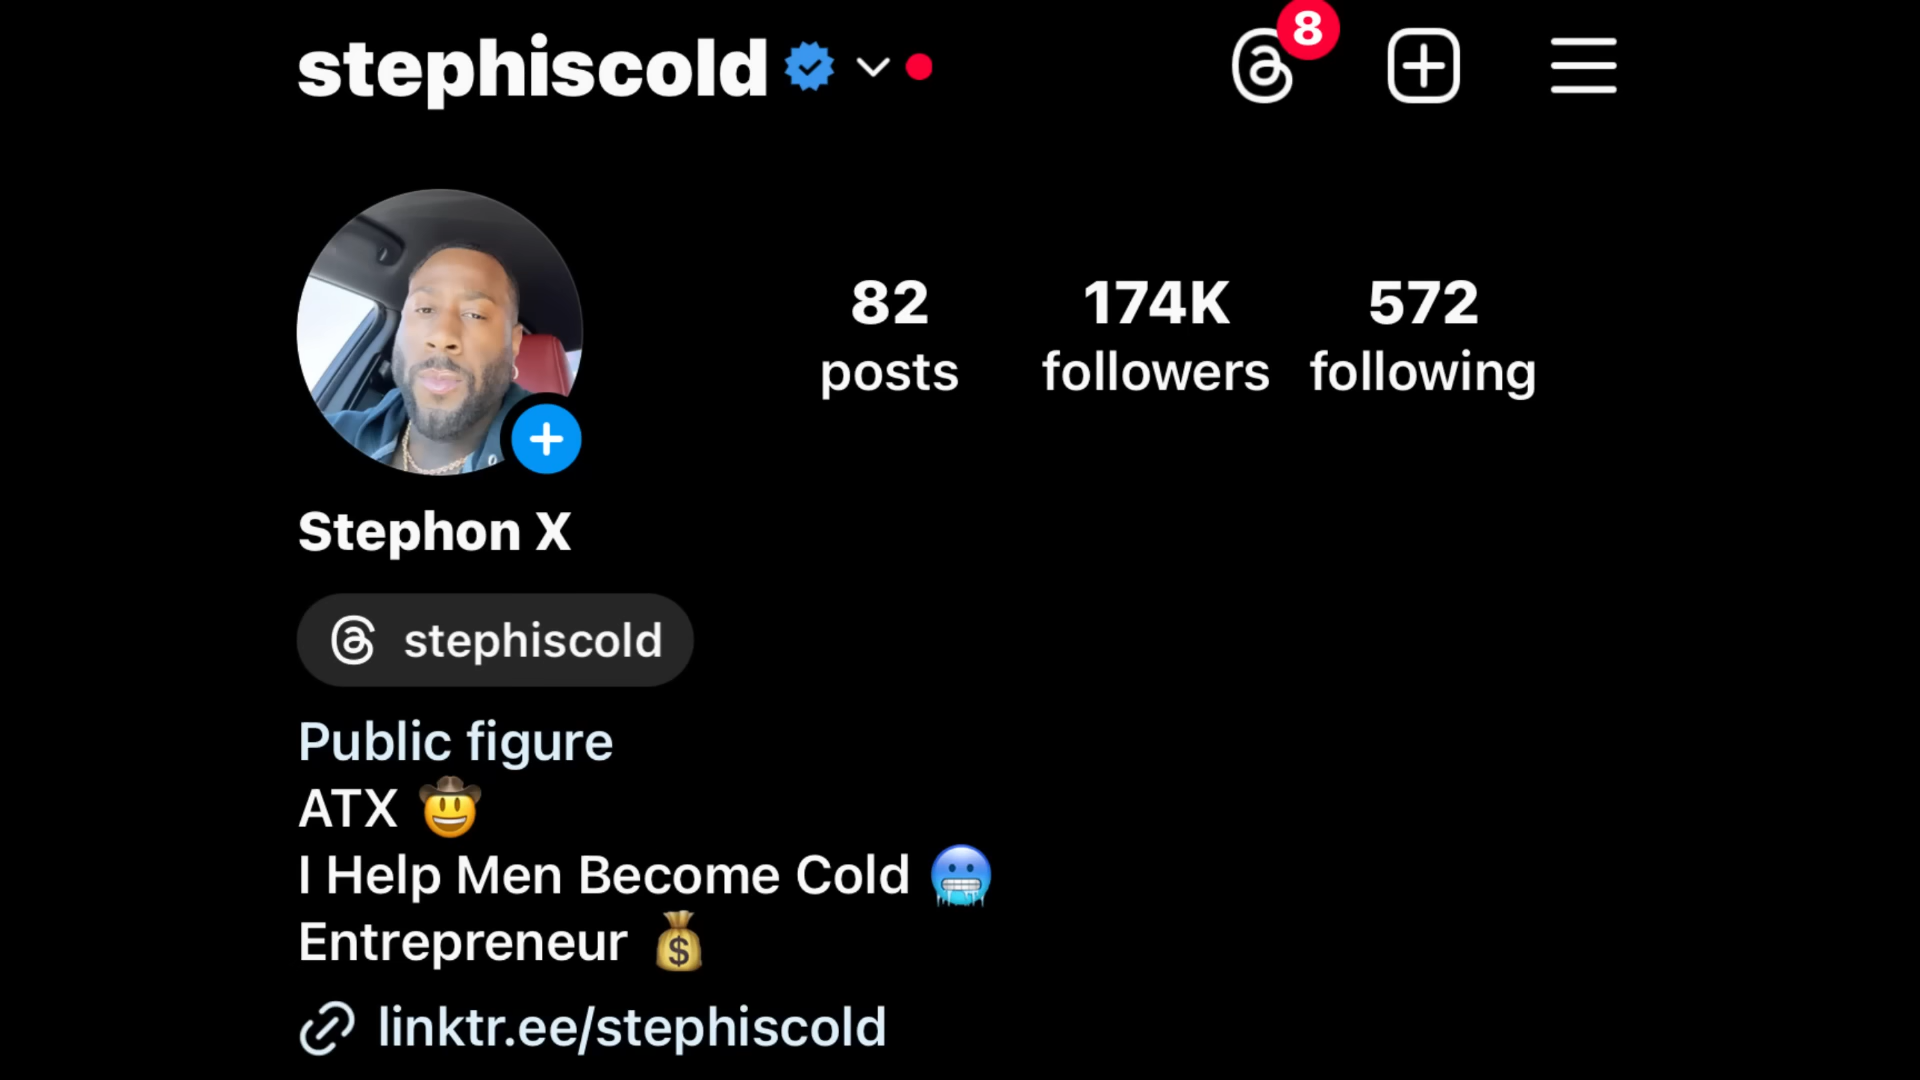 stephiscold
8
82 174K 572
posts followers following
Stephon X
stephiscold
Public figure
ATX 🤠
I Help Men Become Cold 🥶
Entrepreneur 💰
linktr.ee/stephiscold